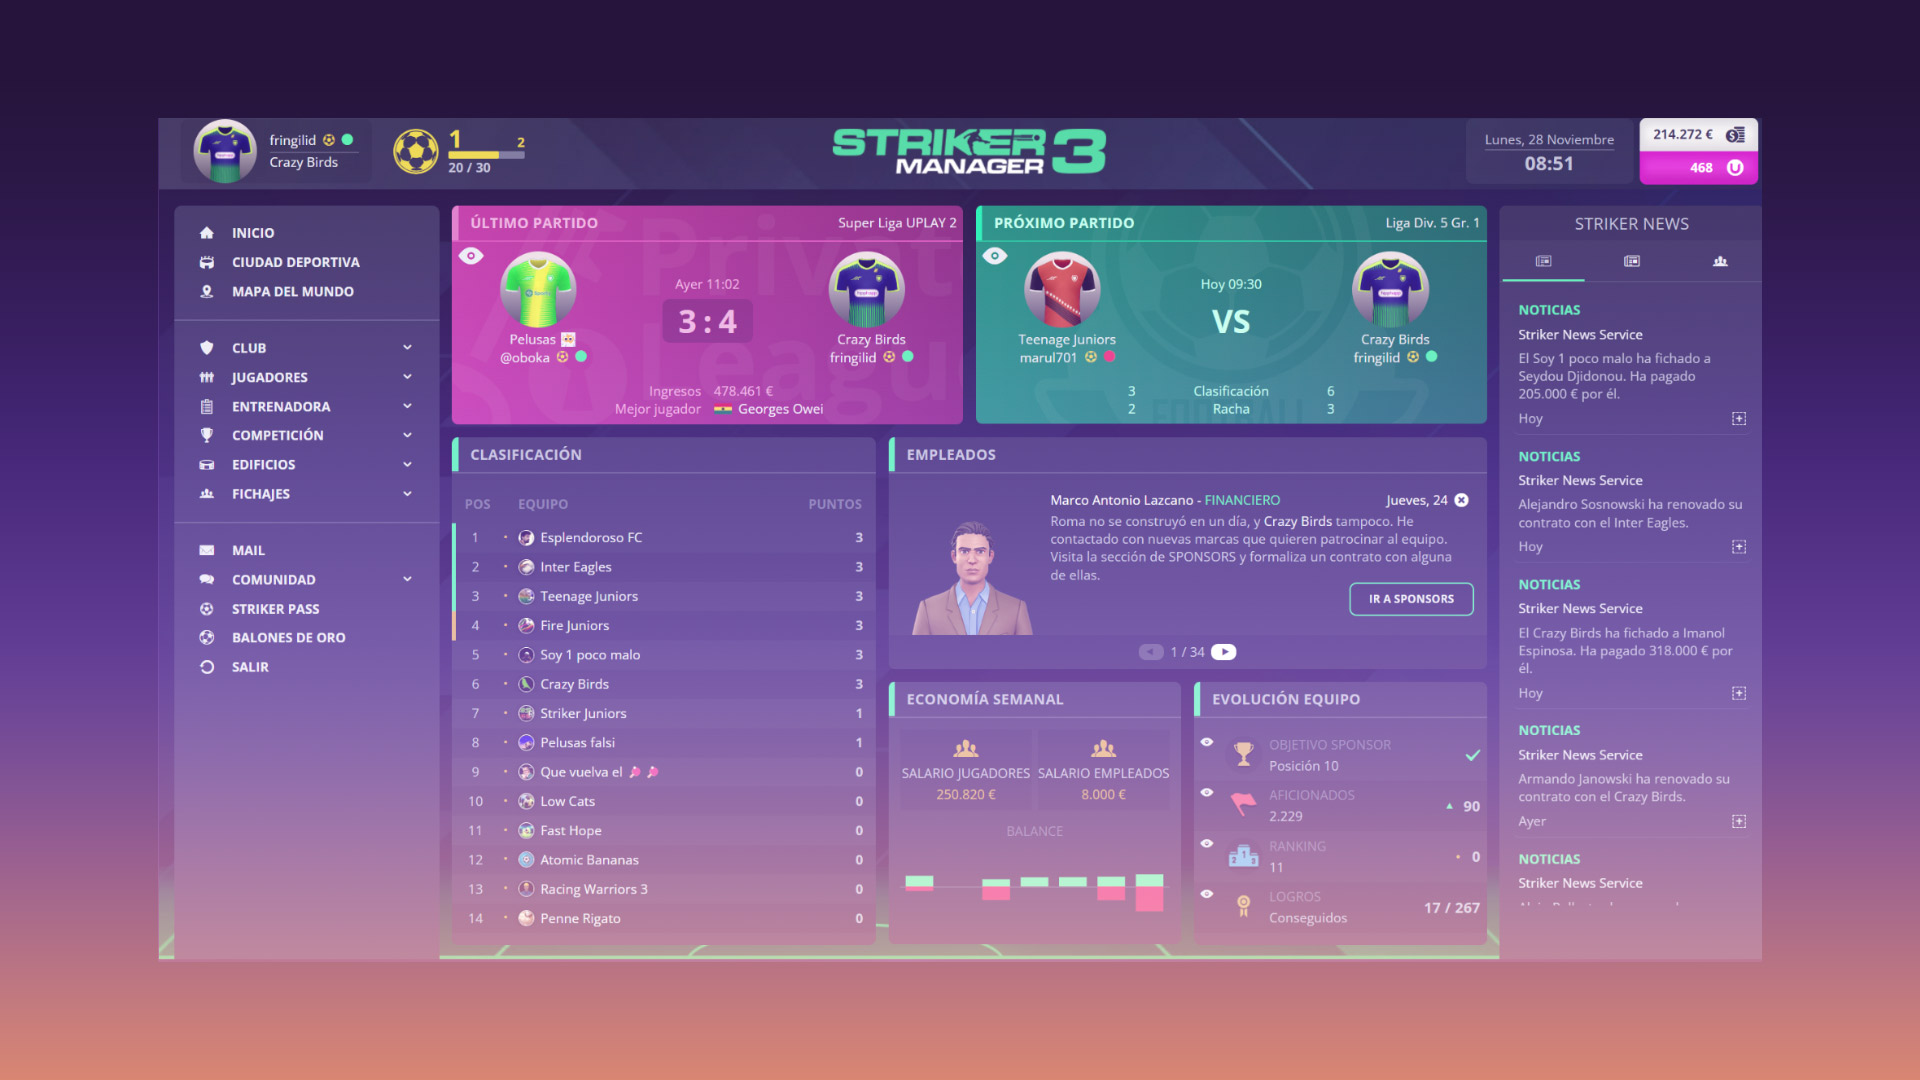 fringilid
Crazy Birds
1
2
20 / 30
STRIKER
MANAGER 3
Lunes, 28 Noviembre
08:51
214.272 €
468
INICIO
CIUDAD DEPORTIVA
MAPA DEL MUNDO
CLUB
JUGADORES
ENTRENADORA
COMPETICIÓN
EDIFICIOS
FICHAJES
MAIL
COMUNIDAD
STRIKER PASS
BALONES DE ORO
SALIR
ÚLTIMO PARTIDO
Super Liga UPLAY 2
Ayer 11:02
3 : 4
Pelusas
@oboka
Crazy Birds
fringilid
Ingresos 478.461 €
Mejor jugador Georges Owei
PRÓXIMO PARTIDO
Liga Div. 5 Gr. 1
Hoy 09:30
VS
Teenage Juniors
marul701
Crazy Birds
fringilid
3 Clasificación 6
2 Racha 3
CLASIFICACIÓN
POS EQUIPO PUNTOS
1 Esplendoroso FC 3
2 Inter Eagles 3
3 Teenage Juniors 3
4 Fire Juniors 3
5 Soy 1 poco malo 3
6 Crazy Birds 3
7 Striker Juniors 1
8 Pelusas falsi 1
9 Que vuelva el 0
10 Low Cats 0
11 Fast Hope 0
12 Atomic Bananas 0
13 Racing Warriors 3 0
14 Penne Rigato 0
EMPLEADOS
Marco Antonio Lazcano - FINANCIERO
Jueves, 24
Roma no se construyó en un día, y Crazy Birds tampoco. He
contactado con nuevas marcas que quieren patrocinar al equipo.
Visita la sección de SPONSORS y formaliza un contrato con alguna
de ellas.
IR A SPONSORS
1 / 34
ECONOMÍA SEMANAL
SALARIO JUGADORES
250.820 €
SALARIO EMPLEADOS
8.000 €
BALANCE
EVOLUCIÓN EQUIPO
OBJETIVO SPONSOR
Posición 10
AFICIONADOS
2.229
90
RANKING
11
0
LOGROS
Conseguidos
17 / 267
STRIKER NEWS
NOTICIAS
Striker News Service
El Soy 1 poco malo ha fichado a
Seydou Djidonou. Ha pagado
205.000 € por él.
Hoy
NOTICIAS
Striker News Service
Alejandro Sosnowski ha renovado su
contrato con el Inter Eagles.
Hoy
NOTICIAS
Striker News Service
El Crazy Birds ha fichado a Imanol
Espinosa. Ha pagado 318.000 € por
él.
Hoy
NOTICIAS
Striker News Service
Armando Janowski ha renovado su
contrato con el Crazy Birds.
Ayer
NOTICIAS
Striker News Service